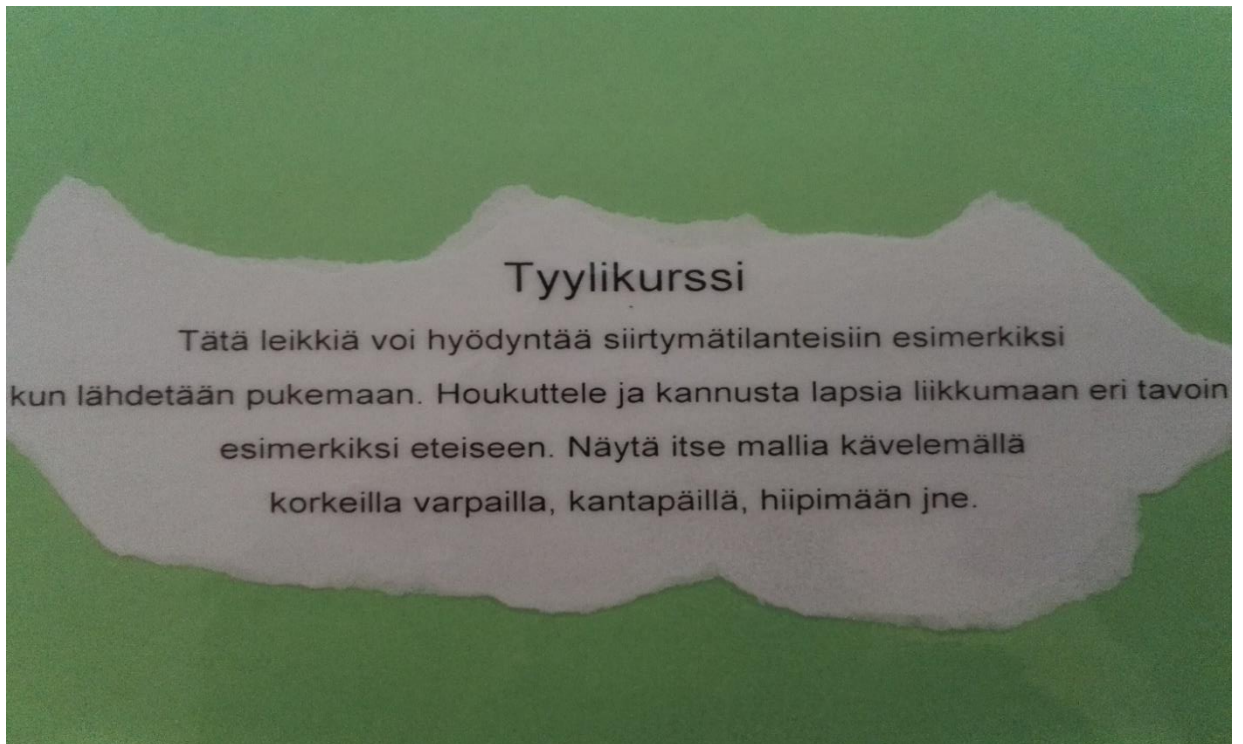 Tyylikurssi
Tätä leikkiä voi hyödyntää siirtymätilanteisiin esimerkiksi
kun lähdetään pukemaan. Houkuttele ja kannusta lapsia liikkumaan eri tavoin
esimerkiksi eteiseen. Näytä itse mallia kävelemällä
korkeilla varpailla, kantapäillä, hiipimään jne.